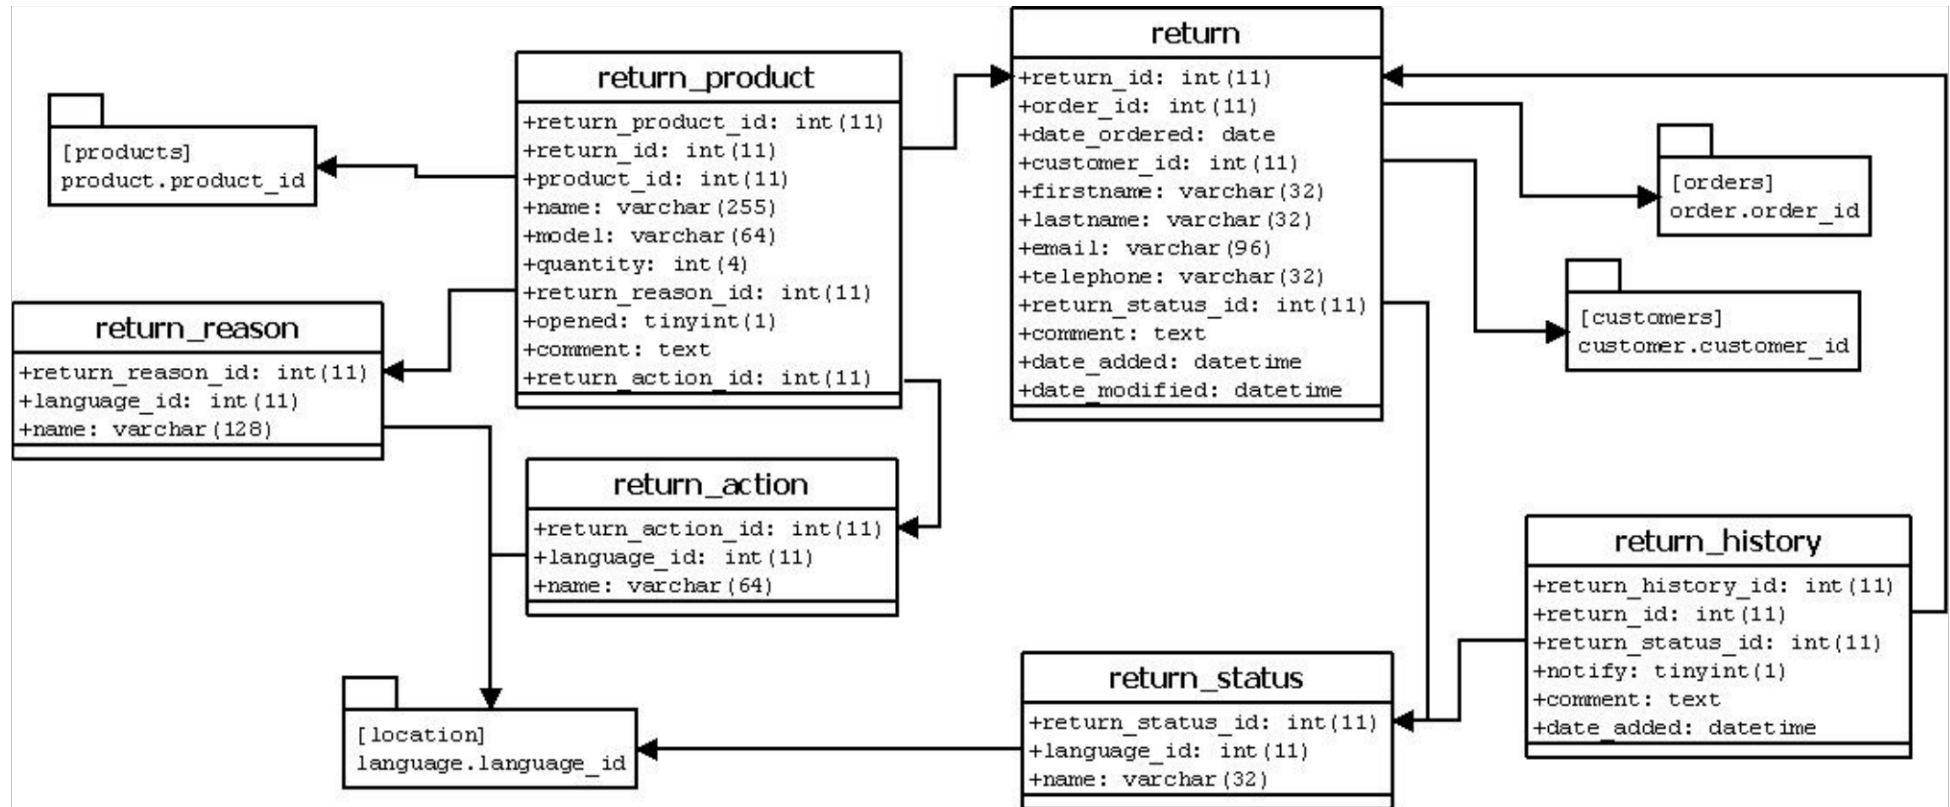 return_product
+return_product_id: int(11)
+return_id: int(11)
+product_id: int(11)
+name: varchar(255)
+model: varchar(64)
+quantity: int(4)
+return_reason_id: int(11)
+opened: tinyint(1)
+comment: text
+return_action_id: int(11)
return
+return_id: int(11)
+order_id: int(11)
+date_ordered: date
+customer_id: int(11)
+firstname: varchar(32)
+lastname: varchar(32)
+email: varchar(96)
+telephone: varchar(32)
+return_status_id: int(11)
+comment: text
+date_added: datetime
+date_modified: datetime
[products]
product.product_id
[orders]
order.order_id
[customers]
customer.customer_id
return_reason
+return_reason_id: int(11)
+language_id: int(11)
+name: varchar(128)
return_action
+return_action_id: int(11)
+language_id: int(11)
+name: varchar(64)
return_history
+return_history_id: int(11)
+return_id: int(11)
+return_status_id: int(11)
+notify: tinyint(1)
+comment: text
+date_added: datetime
return_status
+return_status_id: int(11)
+language_id: int(11)
+name: varchar(32)
[location]
language.language_id